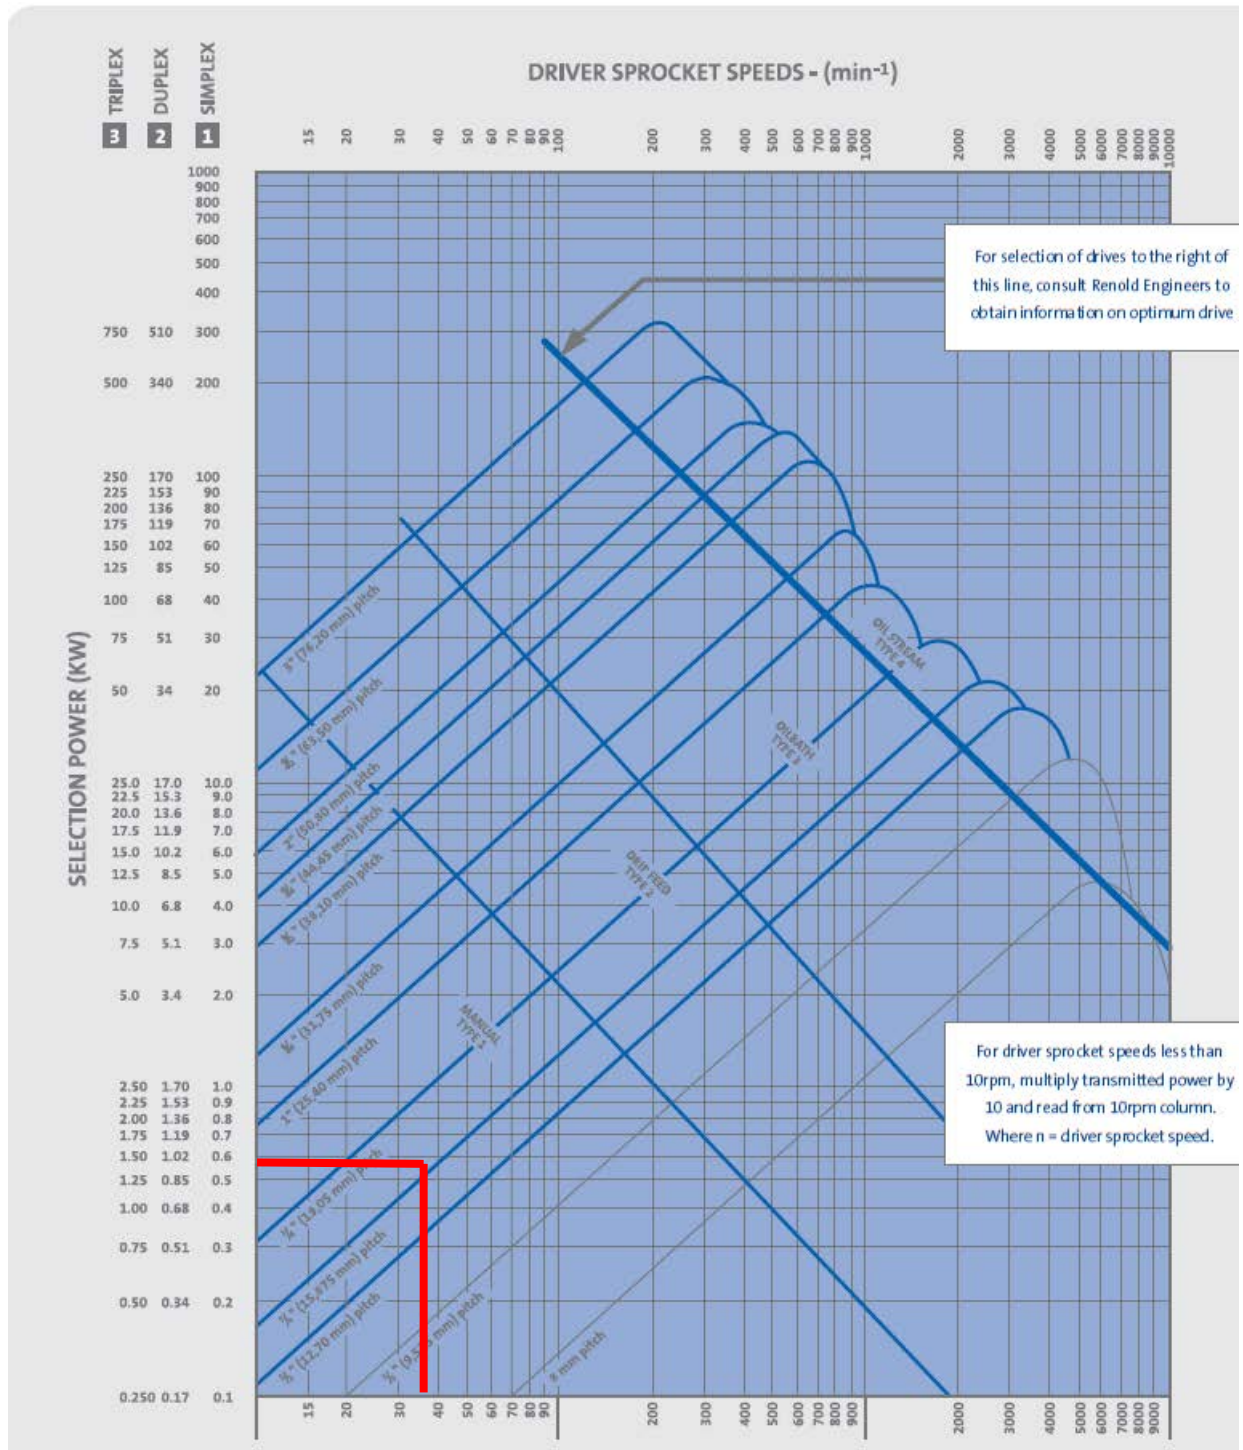 DRIVER SPROCKET SPEEDS - (min-1)
TRIPLEX DUPLEX SIMPLEX
3 2 1
15 20 30 40 50 60 70 80 90 100 200 300 400 500 600 700 800 900 1000 2000 3000 4000 5000 6000 7000 8000 9000 10000
1000
900
800
700
600
500
400
750 510 300
500 340 200
250 170 100
225 153 90
200 136 80
175 119 70
150 102 60
125 85 50
100 68 40
75 51 30
50 34 20
25.0 17.0 10.0
22.5 15.3 9.0
20.0 13.6 8.0
17.5 11.9 7.0
15.0 10.2 6.0
12.5 8.5 5.0
10.0 6.8 4.0
7.5 5.1 3.0
5.0 3.4 2.0
2.50 1.70 1.0
2.25 1.53 0.9
2.00 1.36 0.8
1.75 1.19 0.7
1.50 1.02 0.6
1.25 0.85 0.5
1.00 0.68 0.4
0.75 0.51 0.3
0.50 0.34 0.2
0.250 0.17 0.1
SELECTION POWER (KW)
For selection of drives to the right of
this line, consult Renold Engineers to
obtain information on optimum drive
3" (76,20 mm) pitch
(63,50 mm) pitch
2" (50,80 mm) pitch
(44,45 mm) pitch
(38,10 mm) pitch
(31,75 mm) pitch
1" (25,40 mm) pitch
(19,05 mm) pitch
(15,875 mm) pitch
(12,70 mm) pitch
mm) pitch
8 mm pitch
OIL STREAM
TYPE 4
OILBATH
TYPE 3
DRIP FEED
TYPE 2
MANUAL
TYPE 1
For driver sprocket speeds less than
10rpm, multiply transmitted power by
10 and read from 10rpm column.
Where n = driver sprocket speed.
15 20 30 40 50 60 70 80 90 200 300 400 500 600 700 800 900 2000 3000 4000 5000 6000 7000 8000 9000